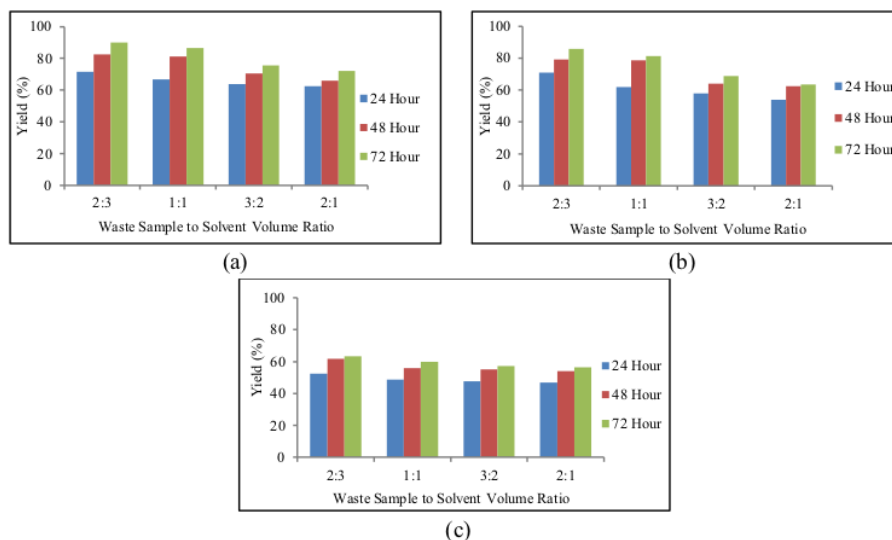 100
80
60
40
20
0
Yield (%)
2:3 1:1 3:2 2:1
Waste Sample to Solvent Volume Ratio
24 Hour
48 Hour
72 Hour
(a)
100
80
60
40
20
0
Yield (%)
2:3 1:1 3:2 2:1
Waste Sample to Solvent Volume Ratio
24 Hour
48 Hour
72 Hour
(b)
100
80
60
40
20
0
Yield (%)
2:3 1:1 3:2 2:1
Waste Sample to Solvent Volume Ratio
24 Hour
48 Hour
72 Hour
(c)